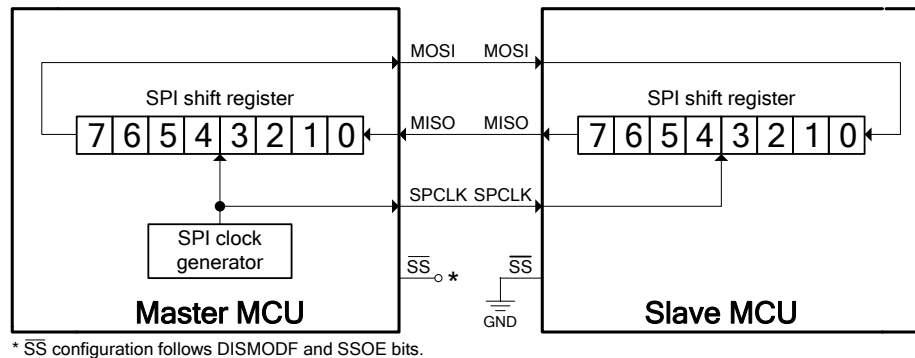 MOSI MOSI
SPI shift register SPI shift register
7 6 5 4 3 2 1 0 MISO MISO 7 6 5 4 3 2 1 0
SPCLK SPCLK
SPI clock
generator
SS * SS
GND
Master MCU Slave MCU
* SS configuration follows DISMODF and SSOE bits.